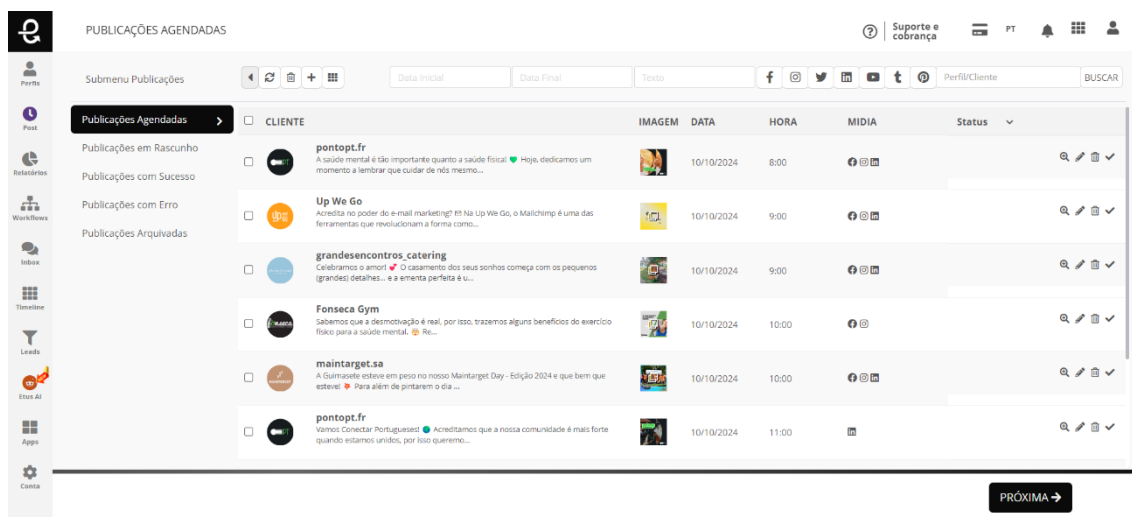 PUBLICAÇÕES AGENDADAS
Suporte e
cobrança
PT
Perfis
Post
Relatórios
Workflows
Inbox
Timeline
Leads
Etus AI
Apps
Conta
Submenu Publicações
Publicações Agendadas
Publicações em Rascunho
Publicações com Sucesso
Publicações com Erro
Publicações Arquivadas
Data Inicial
Data Final
Texto
Perfil/Cliente
BUSCAR
CLIENTE IMAGEM DATA HORA MIDIA Status
pontopt.fr
A saúde mental é tão importante quanto a saúde física! 💚 Hoje, dedicamos um
momento a lembrar que cuidar de nós mesmo...
10/10/2024 8:00
Up We Go
Acredita no poder do e-mail marketing? ✉ Na Up We Go, o Mailchimp é uma das
ferramentas que revolucionam a forma como...
10/10/2024 9:00
grandesencontros_catering
Celebramos o amor! 💕 O casamento dos seus sonhos começa com os pequenos
(grandes) detalhes... e a ementa perfeita é u...
10/10/2024 9:00
Fonseca Gym
Sabemos que a desmotivação é real, por isso, trazemos alguns benefícios do exercício
físico para a saúde mental. Re...
10/10/2024 10:00
maintarget.sa
A Guimasete esteve em peso no nosso Maintarget Day - Edição 2024 e que bem que
esteve! Para além de pintarem o dia ...
10/10/2024 10:00
pontopt.fr
Vamos Conectar Portugueses! Acreditamos que a nossa comunidade é mais forte
quando estamos unidos, por isso queremo...
10/10/2024 11:00
PRÓXIMA →